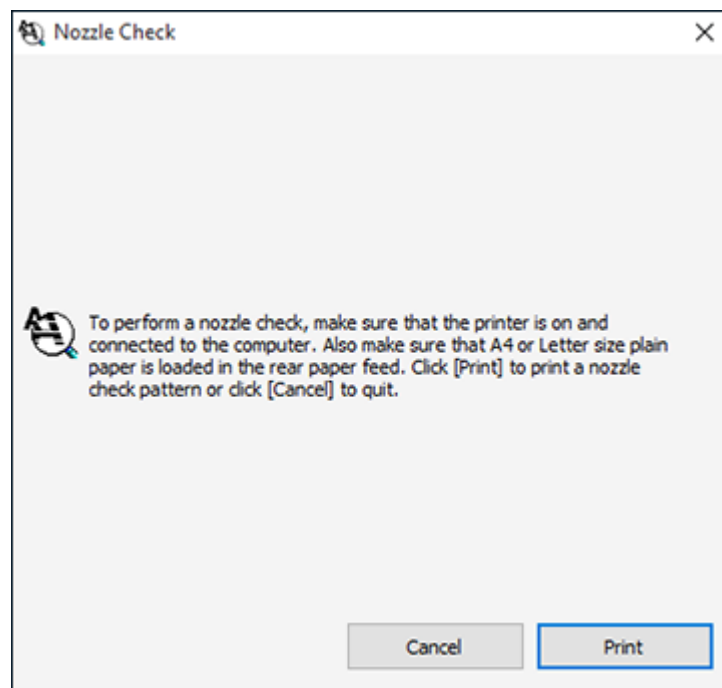 Nozzle Check
To perform a nozzle check, make sure that the printer is on and
connected to the computer. Also make sure that A4 or Letter size plain
paper is loaded in the rear paper feed. Click [Print] to print a nozzle
check pattern or click [Cancel] to quit.
Cancel
Print